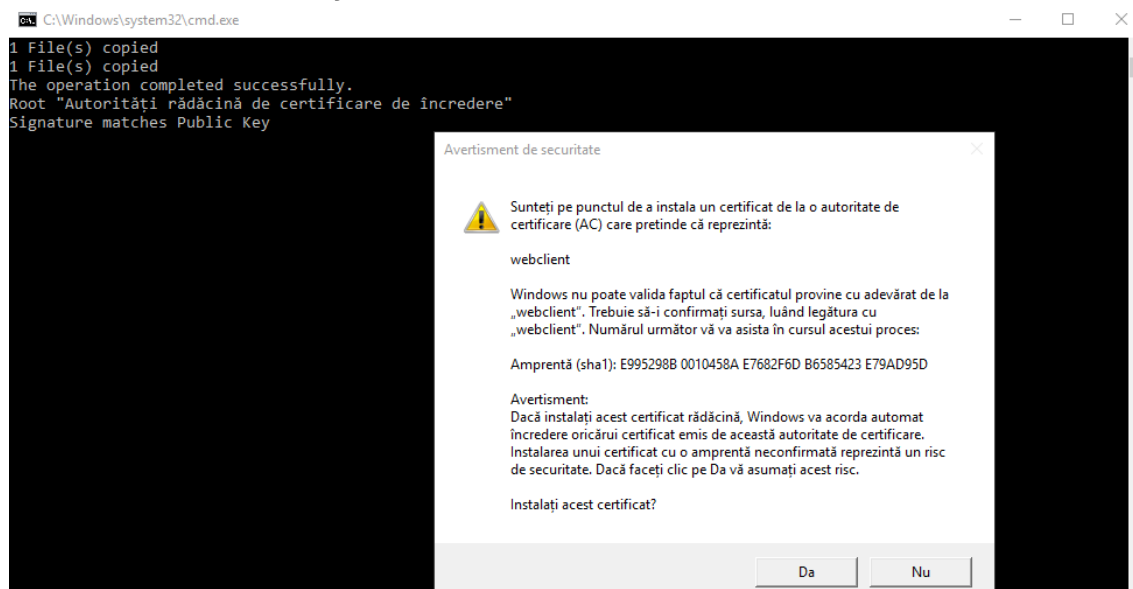 C:\Windows\system32\cmd.exe
1 File(s) copied
1 File(s) copied
The operation completed successfully.
Root "Autorități rădăcină de certificare de încredere"
Signature matches Public Key
Avertisment de securitate
Sunteți pe punctul de a instala un certificat de la o autoritate de
certificare (AC) care pretinde că reprezintă:
webclient
Windows nu poate valida faptul că certificatul provine cu adevărat de la
„webclient”. Trebuie să-i confirmați sursa, luând legătura cu
„webclient”. Numărul următor vă va asista în cursul acestui proces:
Amprentă (sha1): E995298B 0010458A E7682F6D B6585423 E79AD95D
Avertisment:
Dacă instalați acest certificat rădăcină, Windows va acorda automat
încredere oricărui certificat emis de această autoritate de certificare.
Instalarea unui certificat cu o amprentă neconfirmată reprezintă un risc
de securitate. Dacă faceți clic pe Da vă asumați acest risc.
Instalați acest certificat?
Da
Nu